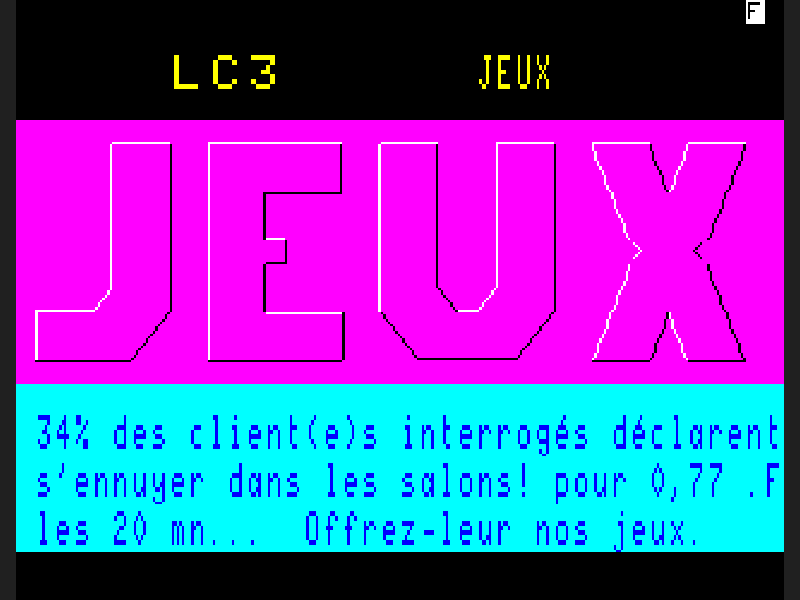 F
LC3 JEUX
JEUX
34% des client(e)s interrogés déclarent
s'ennuyer dans les salons! pour 0,77 .F
les 20 mn... Offrez-leur nos jeux.